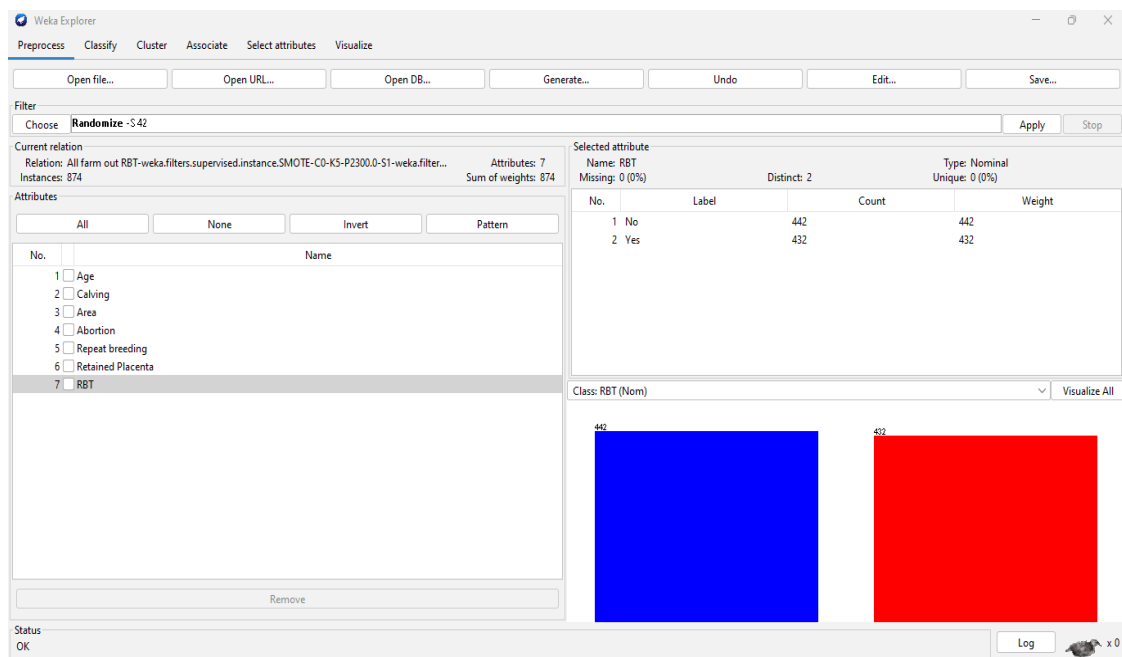 Weka Explorer
Preprocess Classify Cluster Associate Select attributes Visualize
Open file... Open URL... Open DB... Generate... Undo Edit... Save...
Filter
Choose Randomize -S 42 Apply Stop
Current relation
Relation: All farm out RBT-weka.filters.supervised.instance.SMOTE-C0-K5-P2300.0-S1-weka.filter... Attributes: 7
Instances: 874 Sum of weights: 874
Attributes
All None Invert Pattern
No. Name
1 Age
2 Calving
3 Area
4 Abortion
5 Repeat breeding
6 Retained Placenta
7 RBT
Remove
Selected attribute
Name: RBT Type: Nominal
Missing: 0 (0%) Distinct: 2 Unique: 0 (0%)
No. Label Count Weight
1 No 442 442
2 Yes 432 432
Class: RBT (Nom) Visualize All
442
432
Status
OK
Log x 0